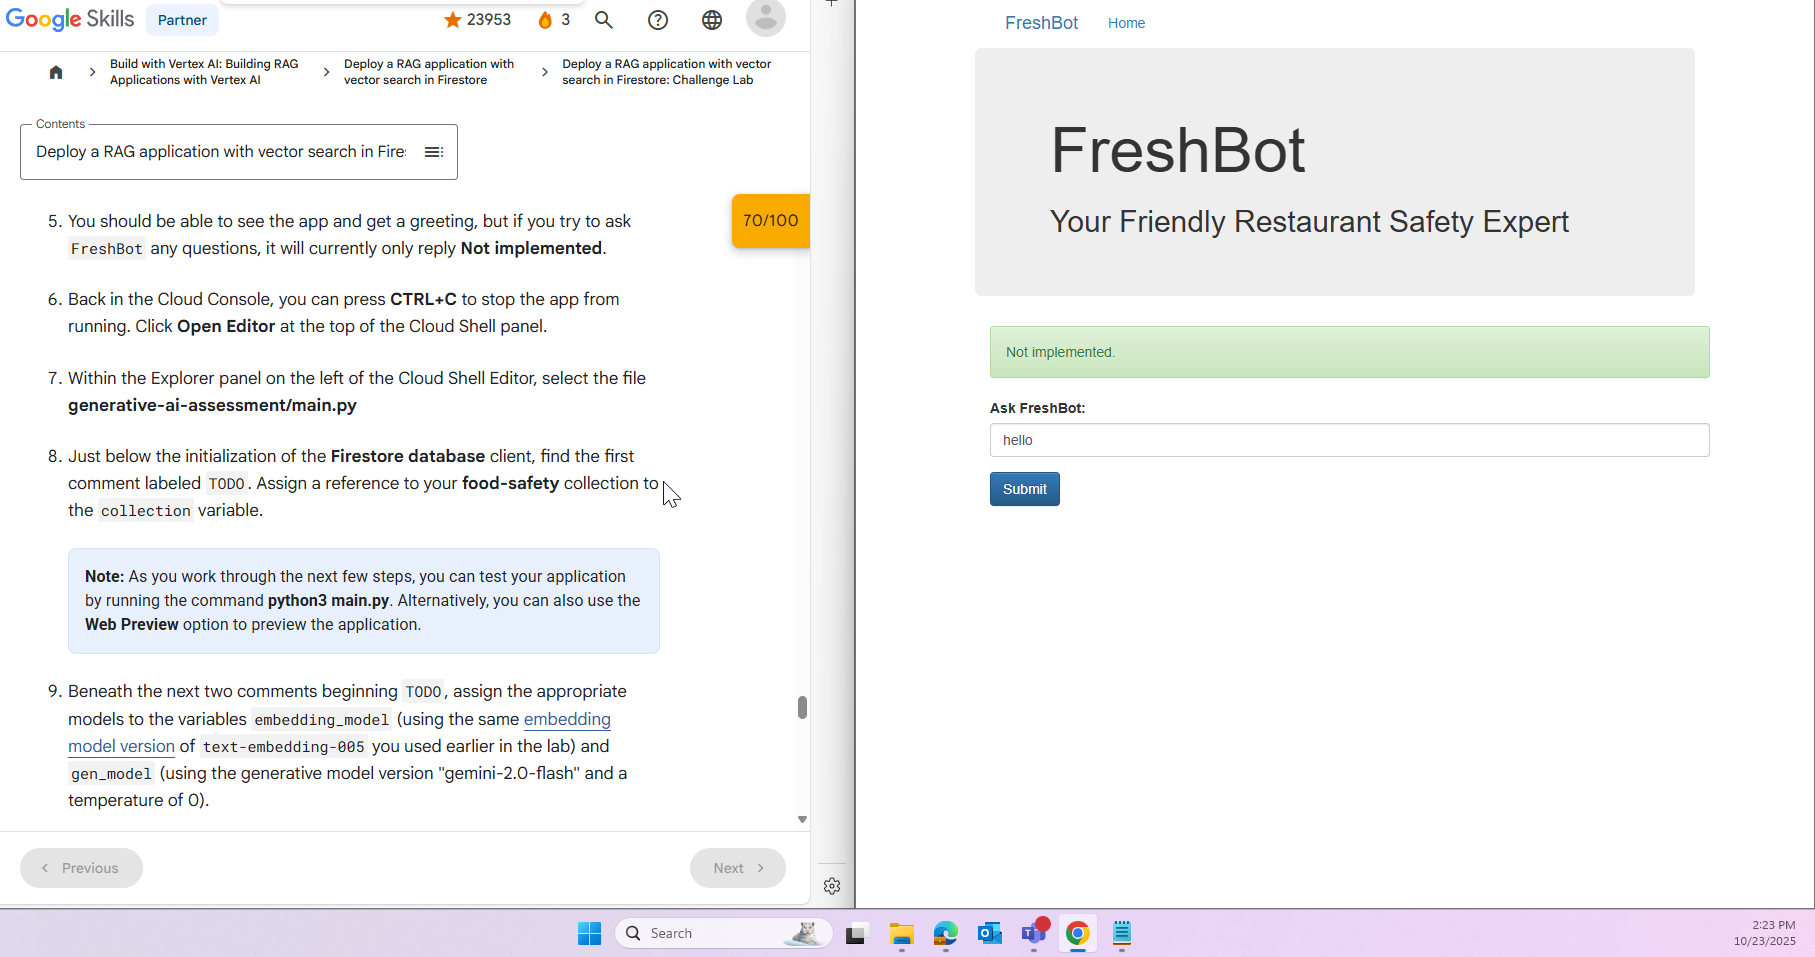 Google Skills
Partner
23953
3
Build with Vertex AI: Building RAG
Applications with Vertex AI
Deploy a RAG application with
vector search in Firestore
Deploy a RAG application with vector
search in Firestore: Challenge Lab
Contents
Deploy a RAG application with vector search in Fire
70/100
5. You should be able to see the app and get a greeting, but if you try to ask
FreshBot any questions, it will currently only reply Not implemented.
6. Back in the Cloud Console, you can press CTRL+C to stop the app from
running. Click Open Editor at the top of the Cloud Shell panel.
7. Within the Explorer panel on the left of the Cloud Shell Editor, select the file
generative-ai-assessment/main.py
8. Just below the initialization of the Firestore database client, find the first
comment labeled TODO. Assign a reference to your food-safety collection to
the collection variable.
Note: As you work through the next few steps, you can test your application
by running the command python3 main.py. Alternatively, you can also use the
Web Preview option to preview the application.
9. Beneath the next two comments beginning TODO, assign the appropriate
models to the variables embedding_model (using the same embedding
model version of text-embedding-005 you used earlier in the lab) and
gen_model (using the generative model version "gemini-2.0-flash" and a
temperature of 0).
Previous
Next
FreshBot
Home
FreshBot
Your Friendly Restaurant Safety Expert
Not implemented.
Ask FreshBot:
hello
Submit
Search
2:23 PM
10/23/2025